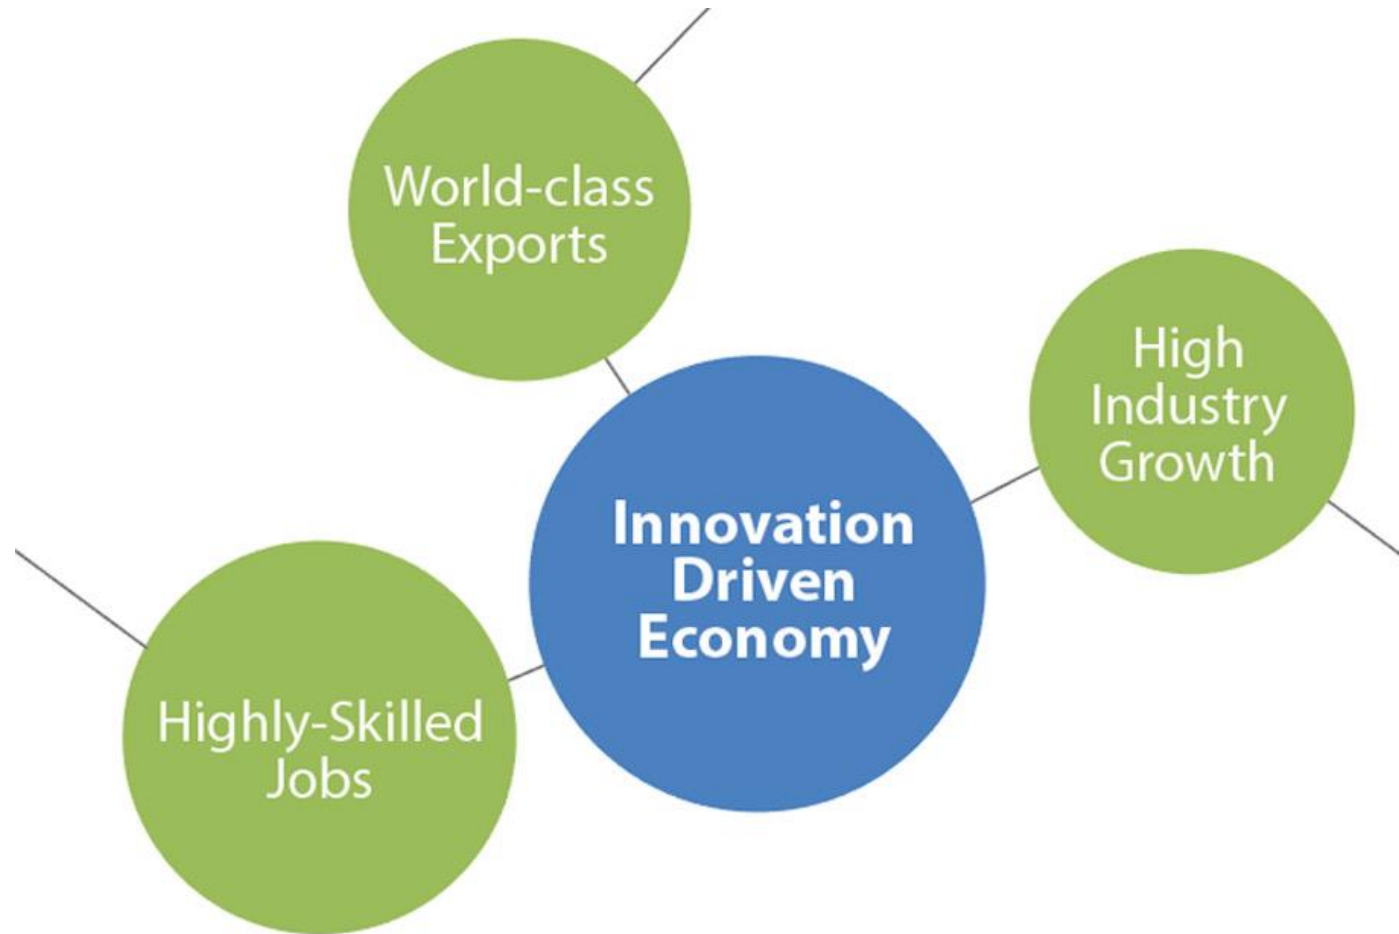 World-class
Exports
High
Industry
Growth
Innovation
Driven
Economy
Highly-Skilled
Jobs